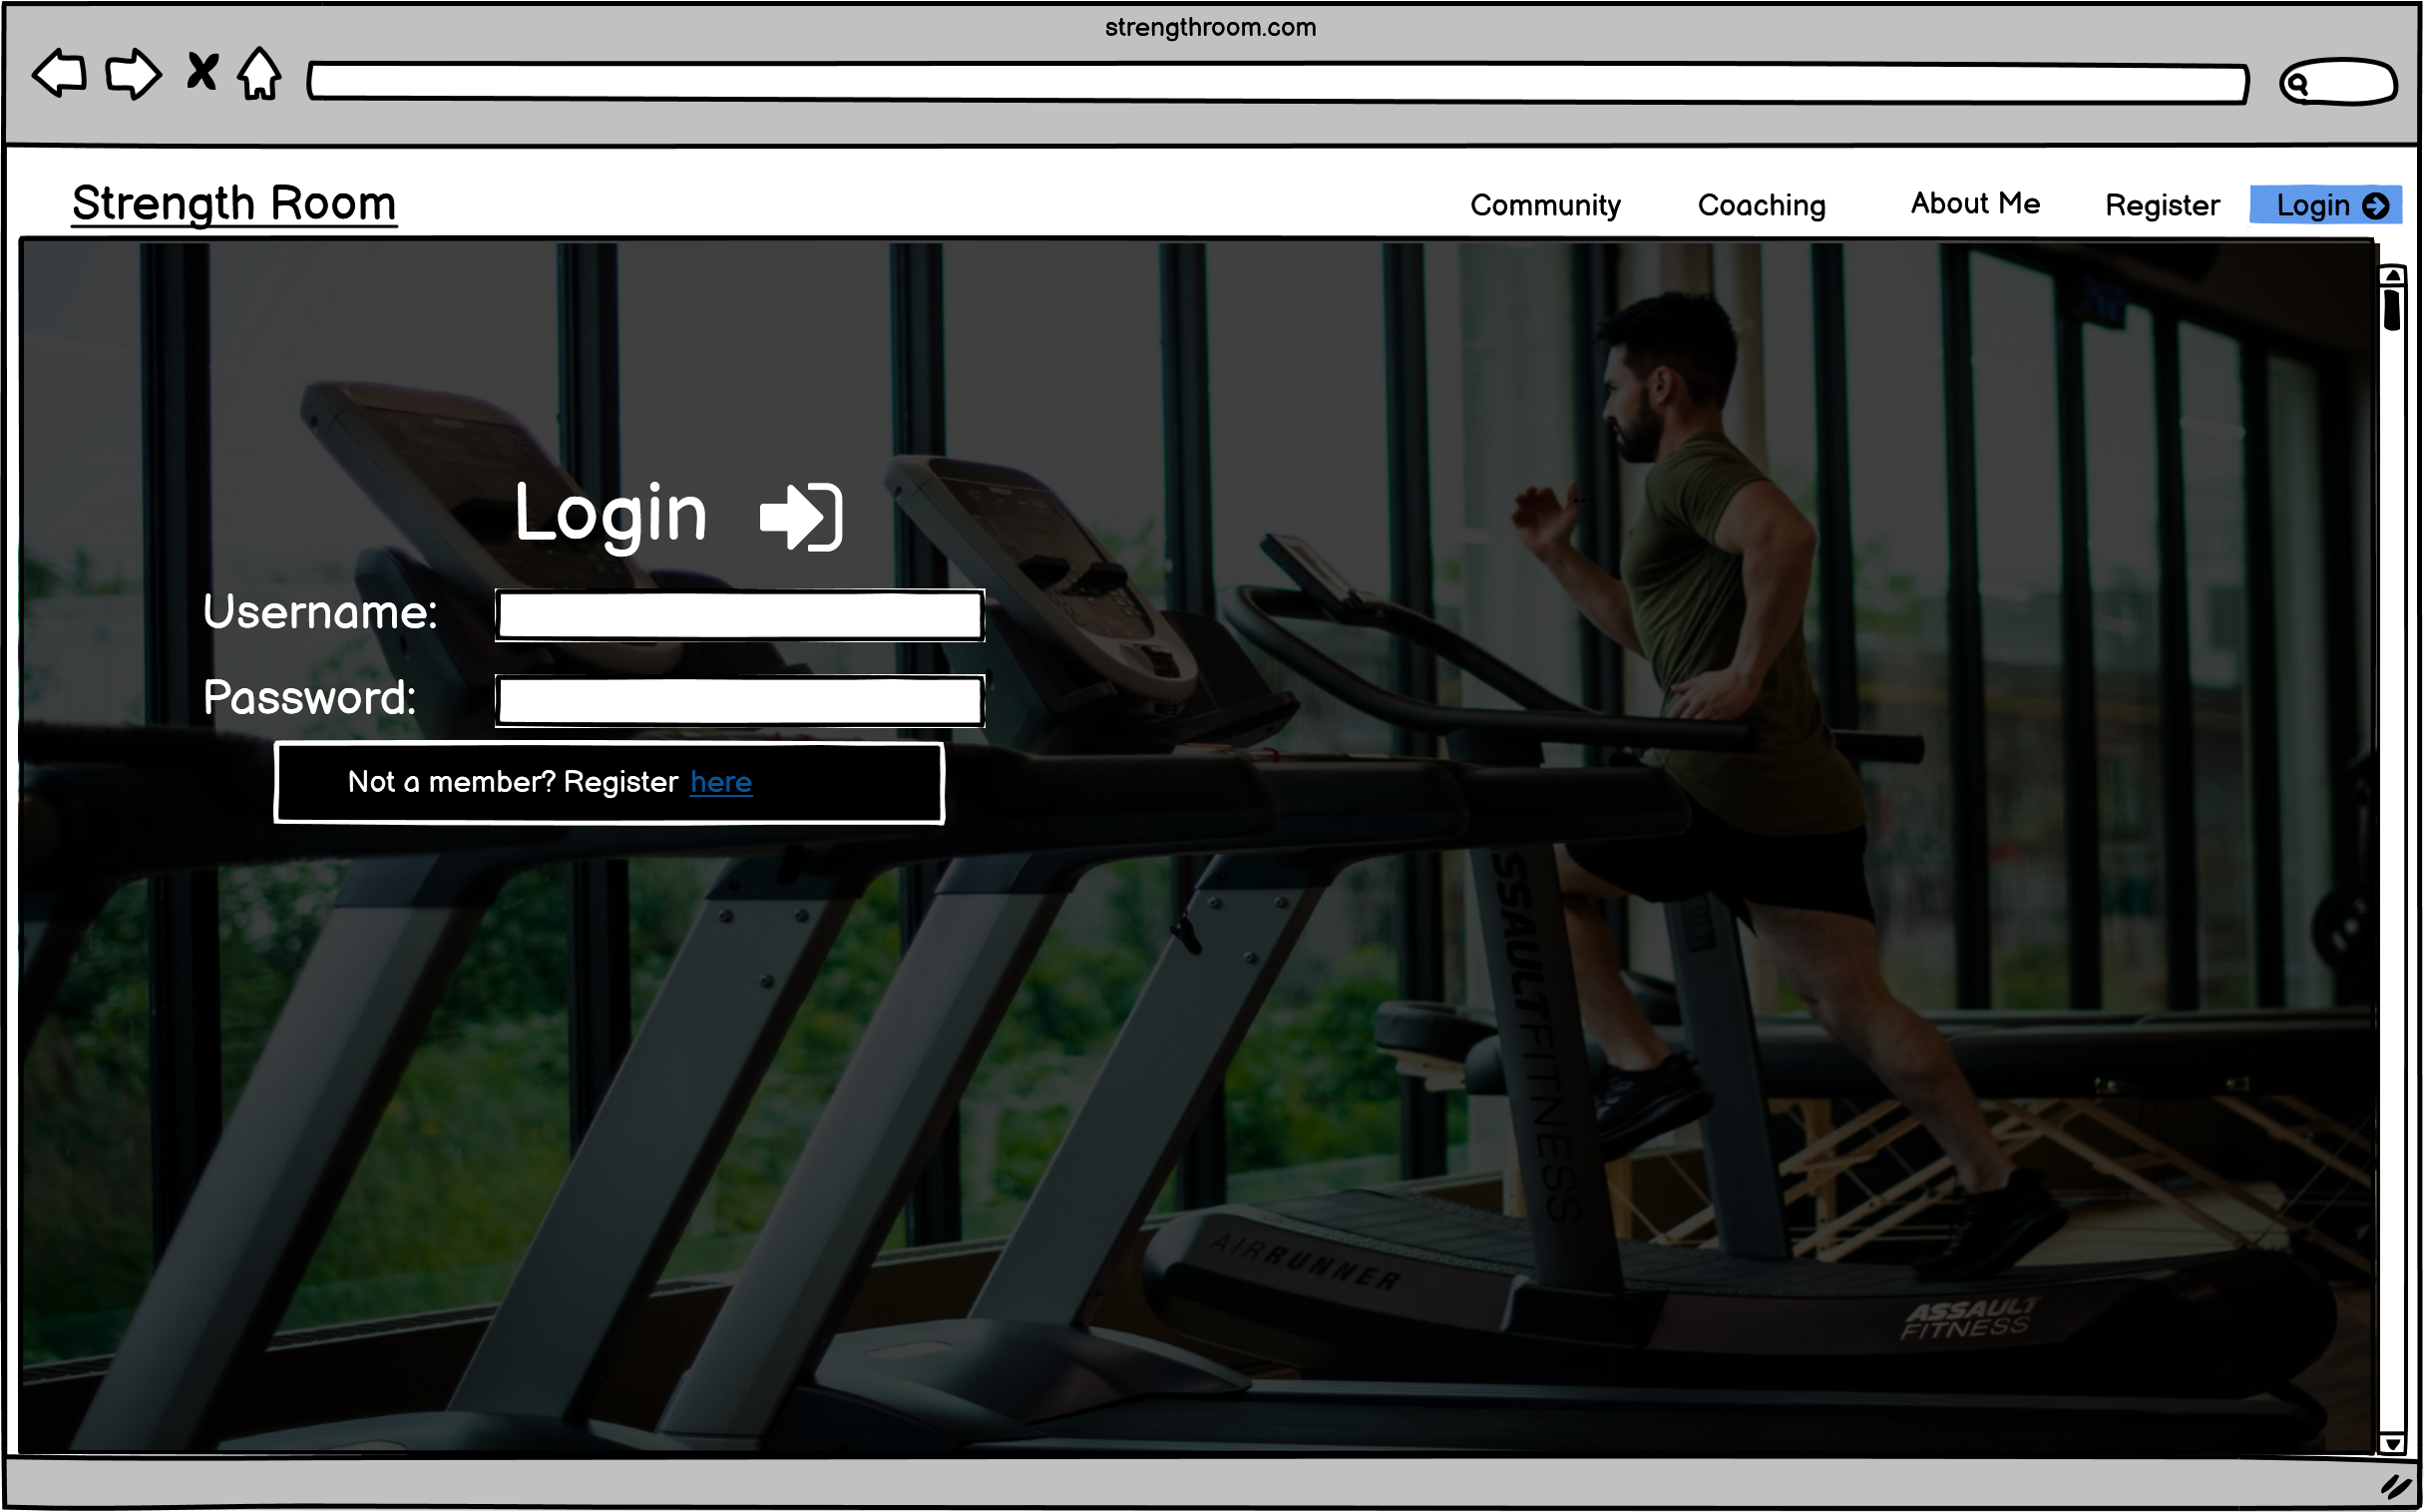 strengthroom.com
Strength Room
Community
Coaching
About Me
Register
Login
Login
Username:
Password:
Not a member? Register here
ASSAULTFITNESS
AIRRUNNER
ASSAULT
FITNESS